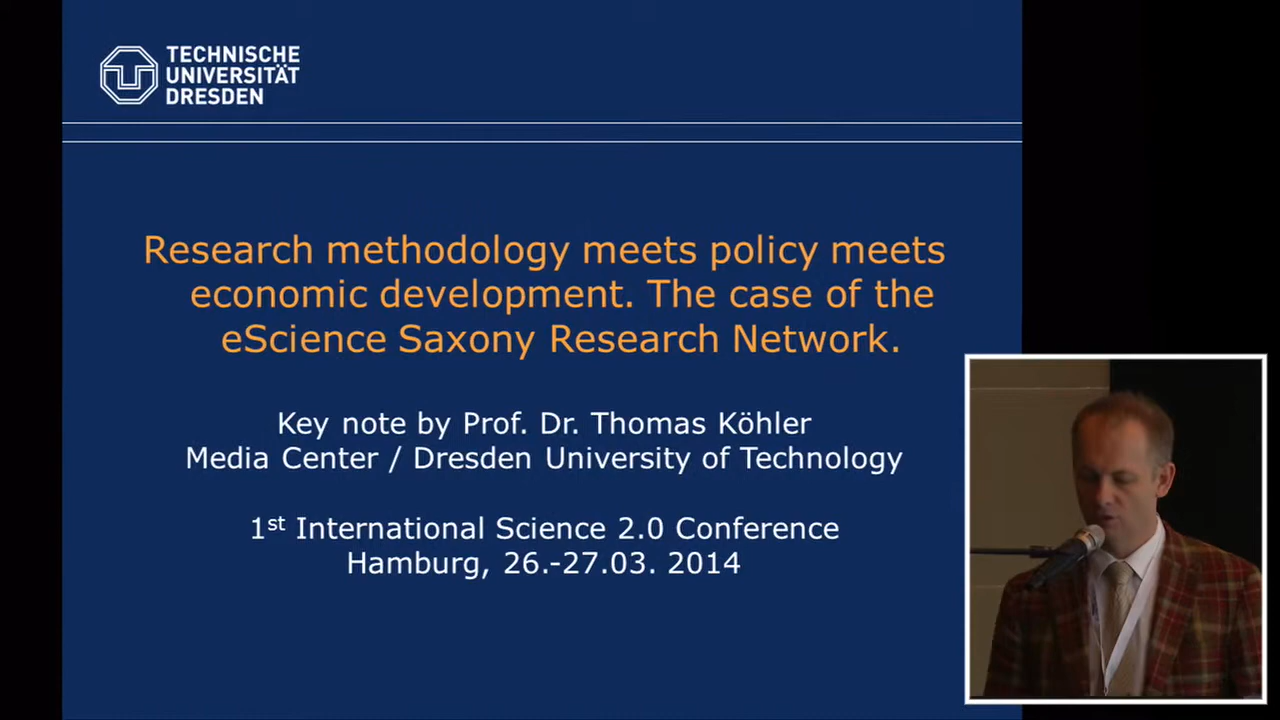 TECHNISCHE
UNIVERSITÄT
DRESDEN
Research methodology meets policy meets
economic development. The case of the
eScience Saxony Research Network.
Key note by Prof. Dr. Thomas Köhler
Media Center / Dresden University of Technology
1st International Science 2.0 Conference
Hamburg, 26.-27.03. 2014